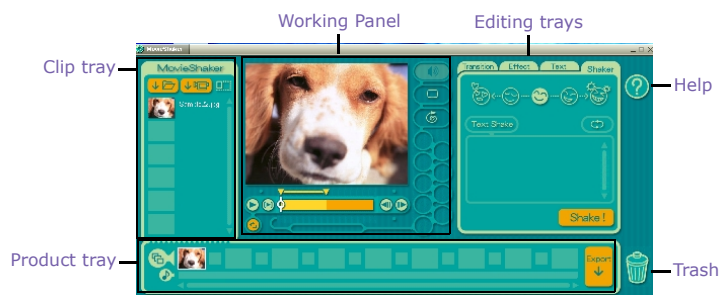 Working Panel
Editing trays
Clip tray
MovieShaker
MovieShaker
Transition Effect Text Shaker
Help
Text Shake
Shake!
Product tray
Export
Trash